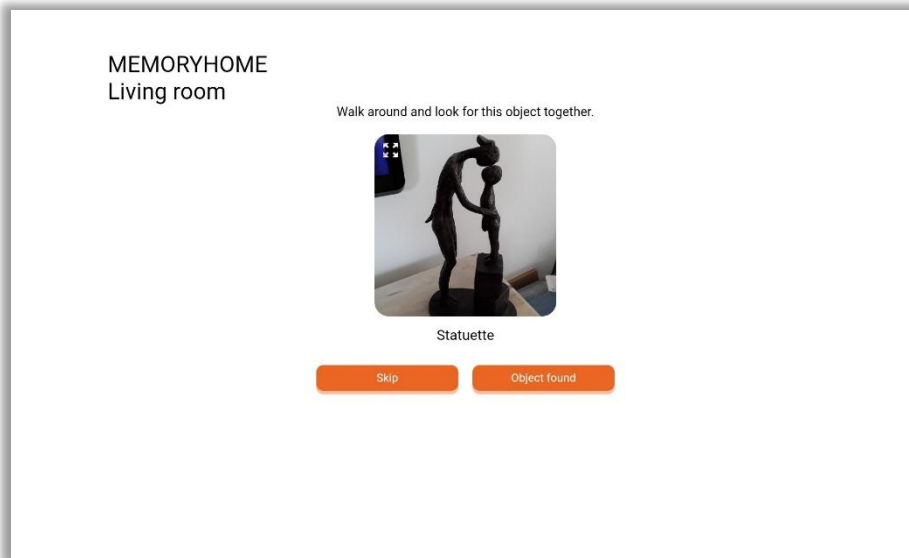 MEMORYHOME
Living room
Walk around and look for this object together.
Statuette
Skip
Object found